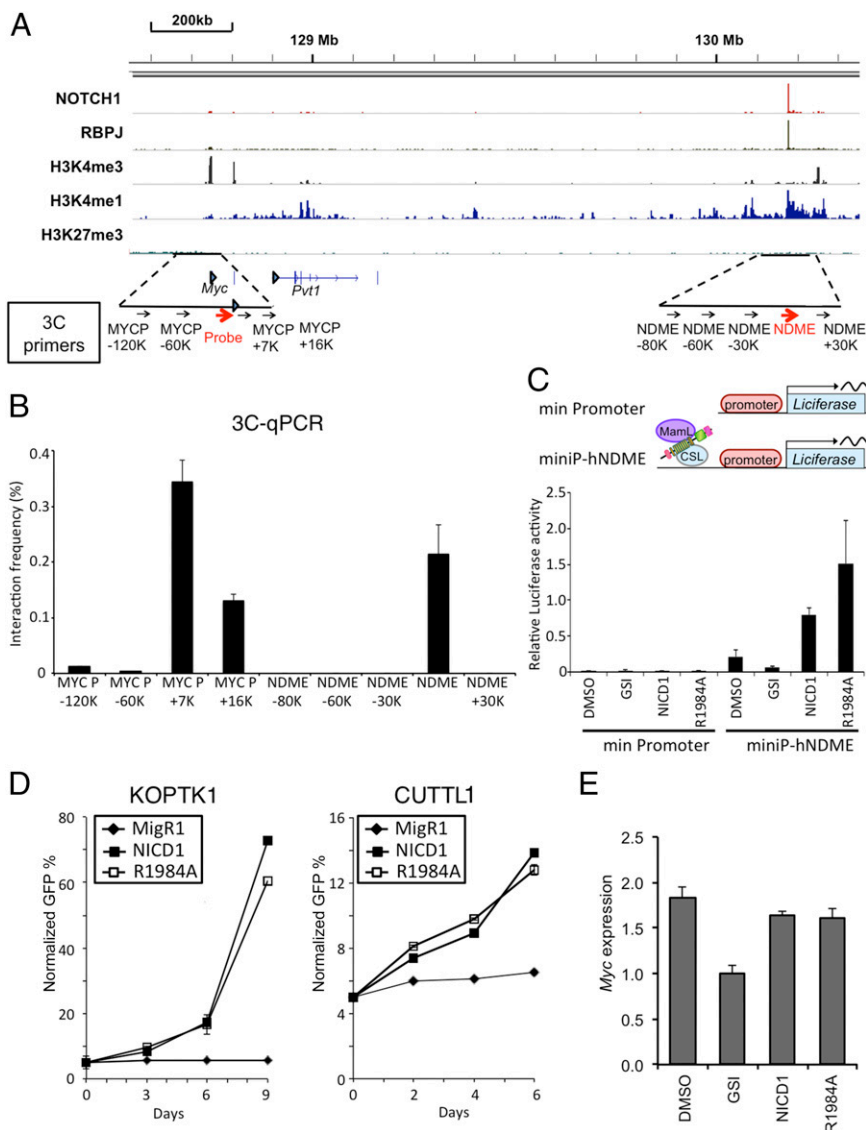 A
200kb
129 Mb
130 Mb
NOTCH1
RBPJ
H3K4me3
H3K4me1
H3K27me3
Myc
Pvt1
3C
primers
MYCP
-120K
MYCP
-60K
Probe
MYCP
+7K
MYCP
+16K
NDME
-80K
NDME
-60K
NDME
-30K
NDME
NDME
+30K
B
3C-qPCR
Interaction frequency (%)
0.4
0.3
0.2
0.1
0
MYC P
-120K
MYC P
-60K
MYC P
+7K
MYC P
+16K
NDME
-80K
NDME
-60K
NDME
-30K
NDME
NDME
+30K
C
min Promoter
promoter
Liciferase
MamL
CSL
miniP-hNDME
promoter
Liciferase
Relative Luciferase activity
2.5
2.0
1.5
1.0
0.5
0
DMSO
GSI
NICD1
R1984A
DMSO
GSI
NICD1
R1984A
min Promoter
miniP-hNDME
D
KOPTK1
MigR1
NICD1
R1984A
Normalized GFP %
80
60
40
20
0
0
3
6
9
Days
CUTTL1
MigR1
NICD1
R1984A
Normalized GFP %
16
12
8
4
0
0
2
4
6
Days
E
Myc expression
2.5
2.0
1.5
1.0
0.5
0.0
DMSO
GSI
NICD1
R1984A